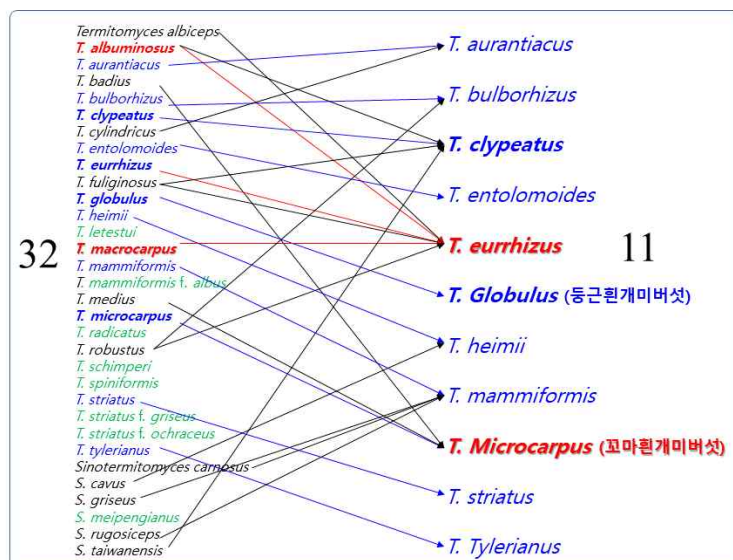 Termitomyces albiceps
T. albuminosus
T. aurantiacus
T. badius
T. bulborhizus
T. clypeatus
T. cylindricus
T. entolomoides
T. eurrhizus
T. fuliginosus
T. globulus
T. heimii
T. letestui
T. macrocarpus
T. mammiformis
T. mammiformis f. albus
T. medius
T. microcarpus
T. radicatus
T. robustus
T. schimperi
T. spiniformis
T. striatus
T. striatus f. griseus
T. striatus f. ochraceus
T. tylerianus
Sinotermitomyces carnosus
S. cavus
S. griseus
S. meipengianus
S. rugosiceps
S. taiwanensis
32
T. aurantiacus
T. bulborhizus
T. clypeatus
T. entolomoides
T. eurrhizus
T. Globulus (둥근흰개미버섯)
T. heimii
T. mammiformis
T. Microcarpus (꼬마흰개미버섯)
T. striatus
T. Tylerianus
11